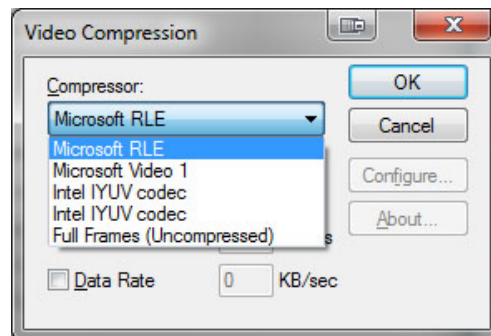 Video Compression
Compressor:
OK
Microsoft RLE
Cancel
Microsoft RLE
Microsoft Video 1
Intel IYUV codec
Intel IYUV codec
Full Frames (Uncompressed)
Configure...
About...
Data Rate
0
KB/sec